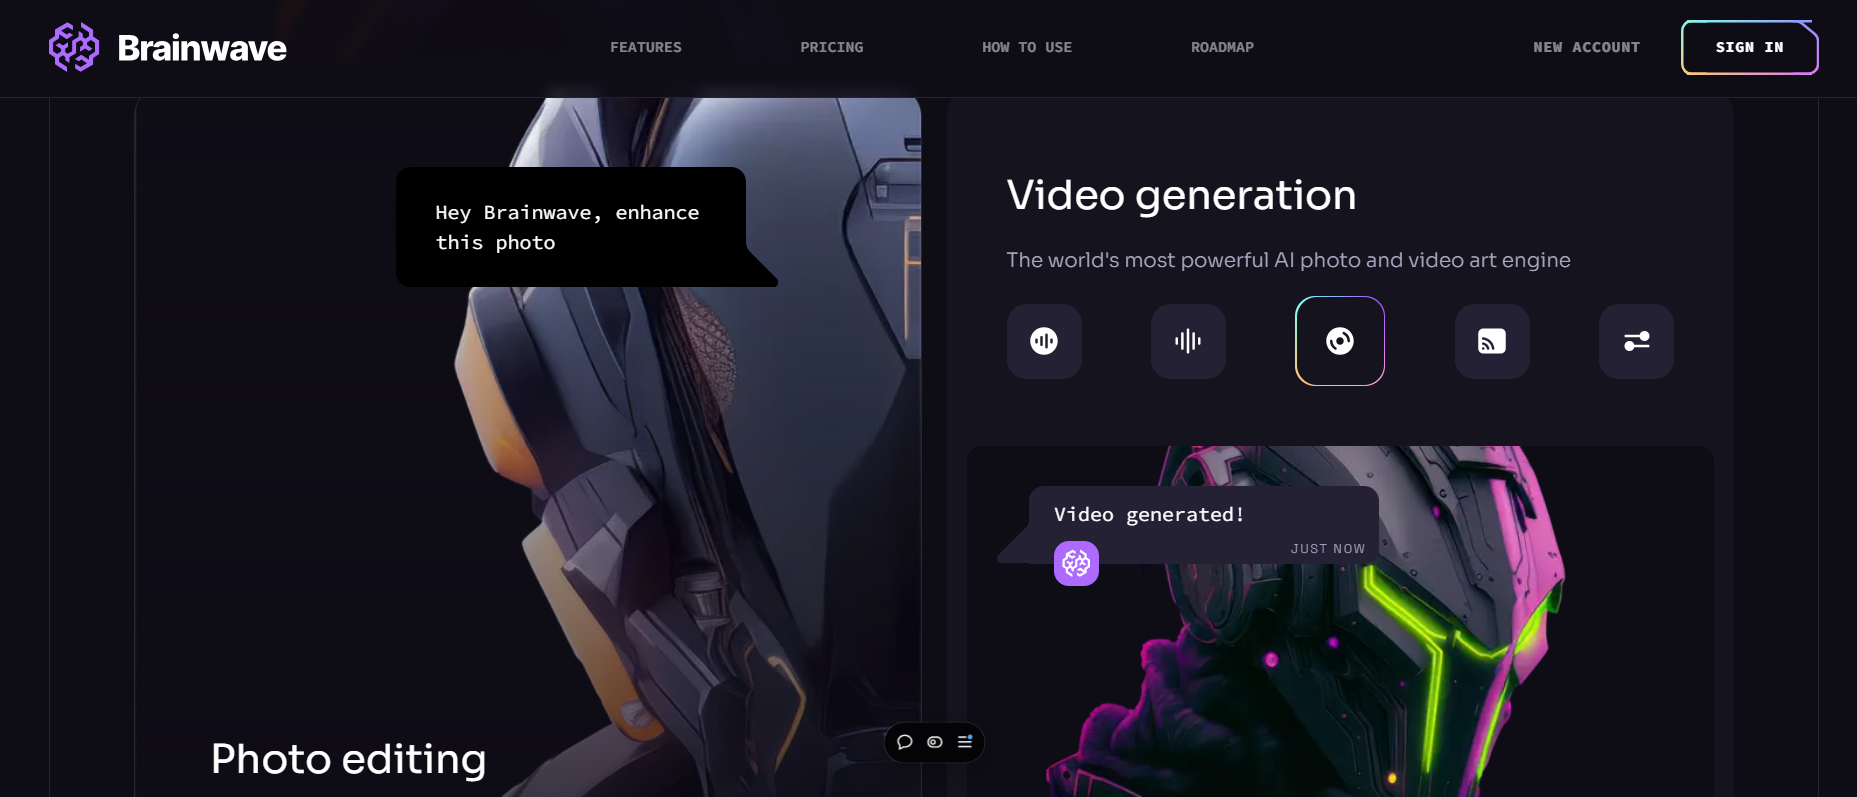 Brainwave
FEATURES
PRICING
HOW TO USE
ROADMAP
NEW ACCOUNT
SIGN IN
Hey Brainwave, enhance
this photo
Photo editing
Video generation
The world's most powerful AI photo and video art engine
Video generated!
JUST NOW